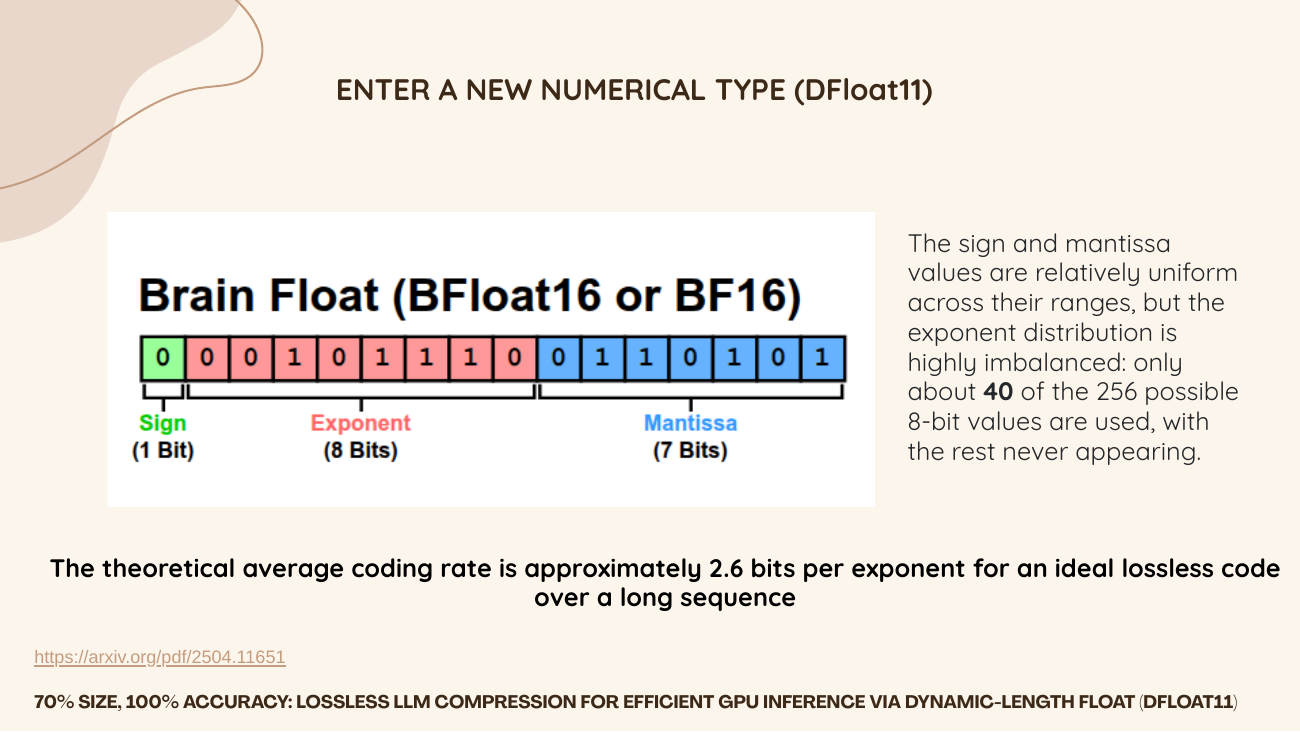 ENTER A NEW NUMERICAL TYPE (DFloat11)
Brain Float (BFloat16 or BF16)
0 0 0 1 0 1 1 1 0 0 1 1 0 1 0 1
Sign Exponent Mantissa
(1 Bit) (8 Bits) (7 Bits)
The sign and mantissa
values are relatively uniform
across their ranges, but the
exponent distribution is
highly imbalanced: only
about 40 of the 256 possible
8-bit values are used, with
the rest never appearing.
The theoretical average coding rate is approximately 2.6 bits per exponent for an ideal lossless code
over a long sequence
https://arxiv.org/pdf/2504.11651
70% SIZE, 100% ACCURACY: LOSSLESS LLM COMPRESSION FOR EFFICIENT GPU INFERENCE VIA DYNAMIC-LENGTH FLOAT (DFLOAT11)